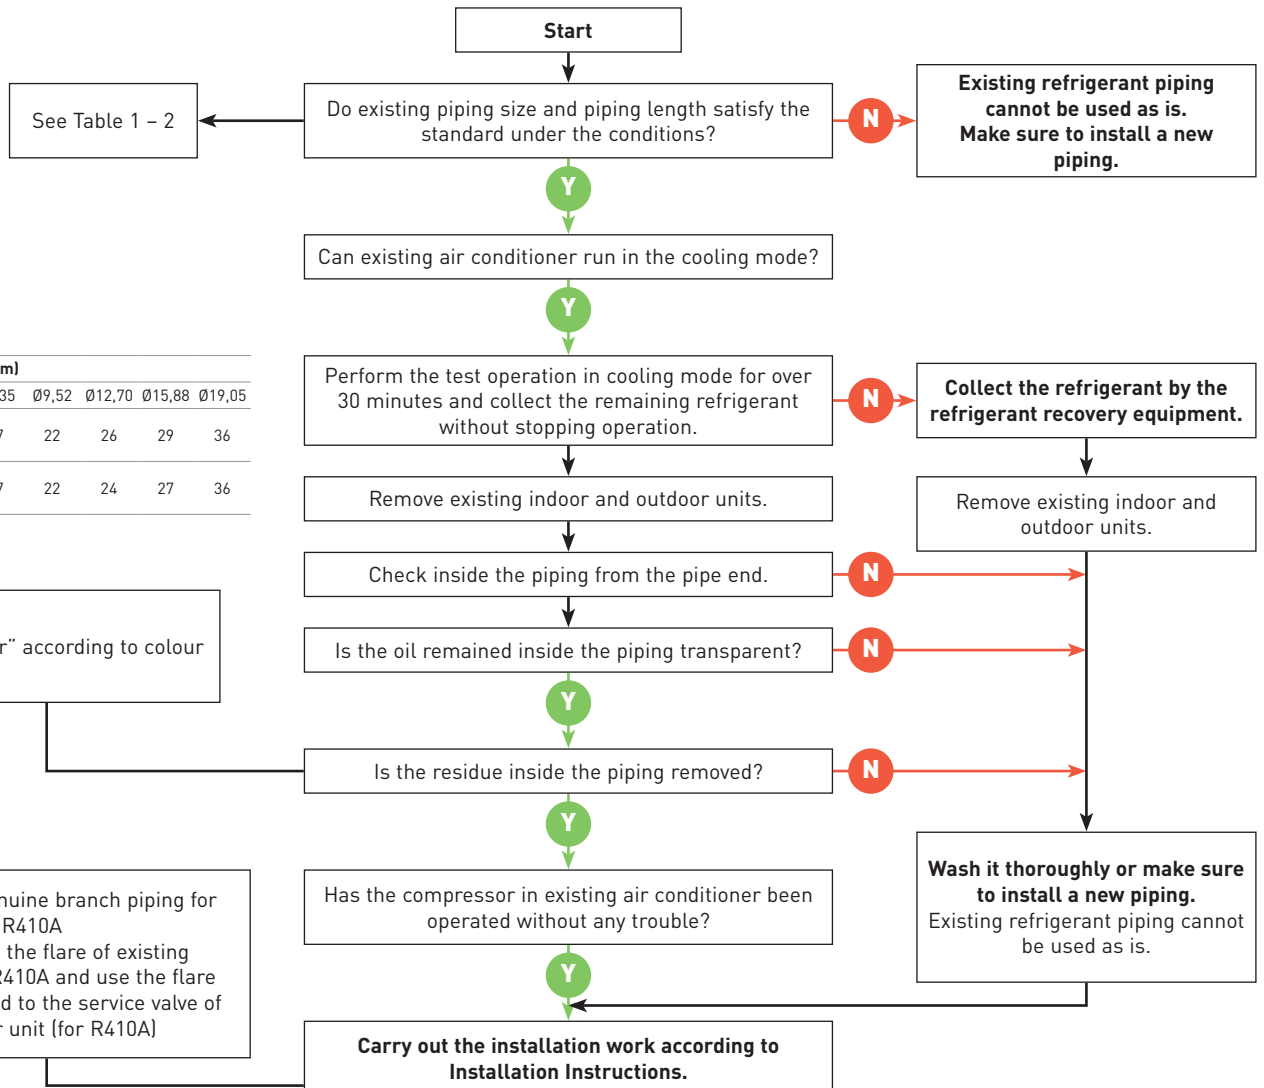 Start
See Table 1 – 2
Do existing piping size and piping length satisfy the
standard under the conditions?
N
Existing refrigerant piping
cannot be used as is.
Make sure to install a new
piping.
Y
Can existing air conditioner run in the cooling mode?
Y
m)
35 Ø9,52 Ø12,70 Ø15,88 Ø19,05
7 22 26 29 36
7 22 24 27 36
Perform the test operation in cooling mode for over
30 minutes and collect the remaining refrigerant
without stopping operation.
N
Collect the refrigerant by the
refrigerant recovery equipment.
Remove existing indoor and outdoor units.
Remove existing indoor and
outdoor units.
Check inside the piping from the pipe end.
N
r” according to colour
Is the oil remained inside the piping transparent?
N
Y
Is the residue inside the piping removed?
N
Y
nuine branch piping for
R410A
the flare of existing
R410A and use the flare
d to the service valve of
r unit (for R410A)
Has the compressor in existing air conditioner been
operated without any trouble?
Wash it thoroughly or make sure
to install a new piping.
Existing refrigerant piping cannot
be used as is.
Y
Carry out the installation work according to
Installation Instructions.